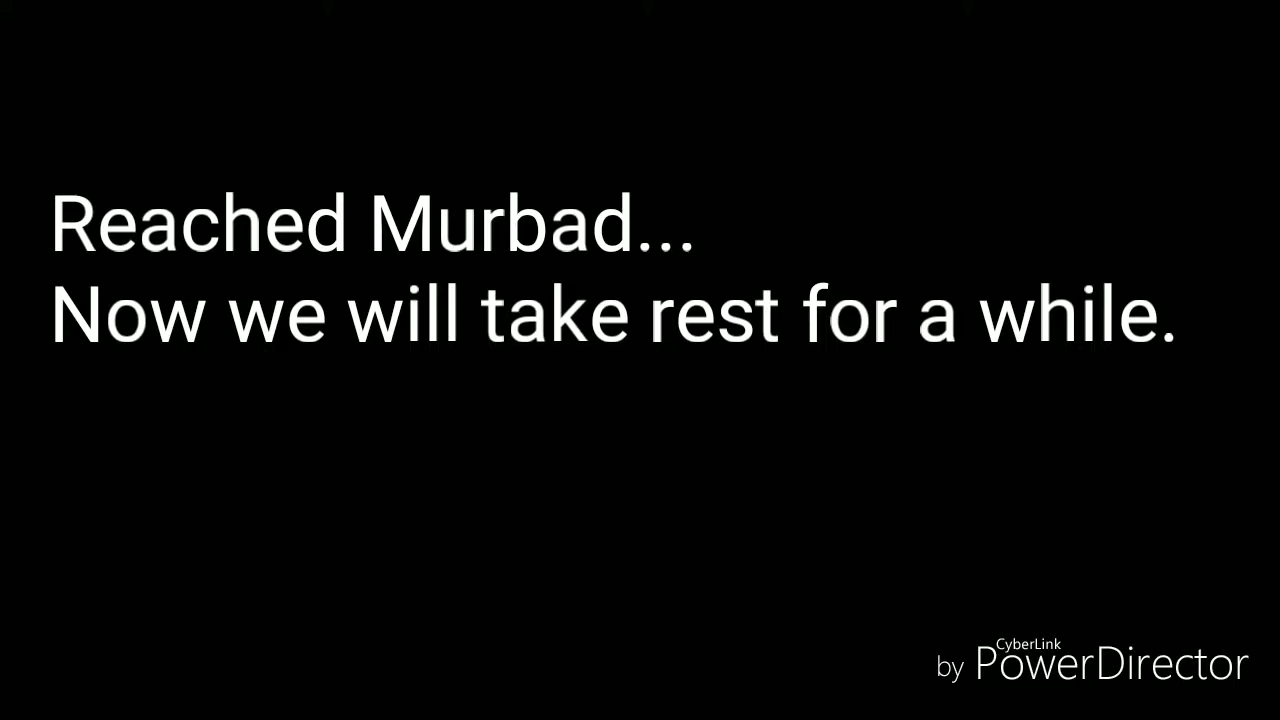 Reached Murbad...
Now we will take rest for a while.
CyberLink
by PowerDirector